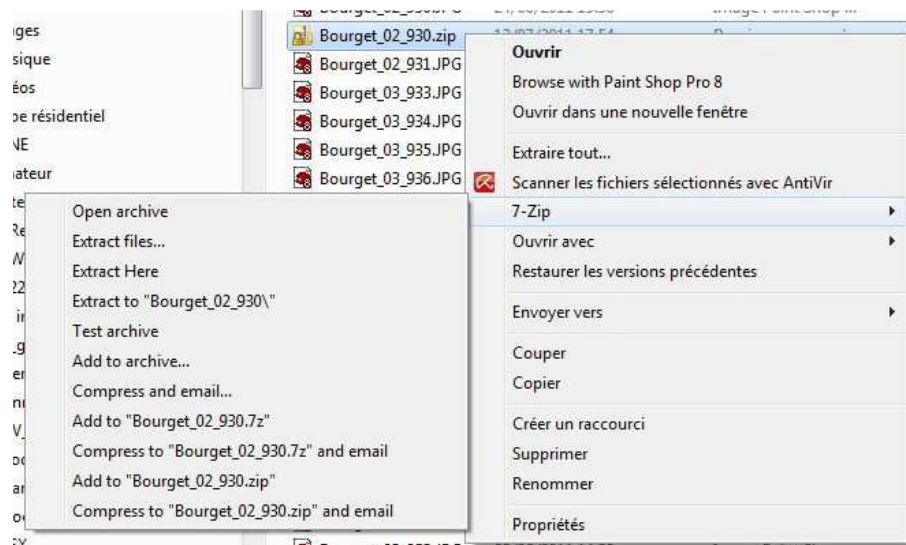 ages
Bourget_02_930.zip
sique
Bourget_02_931.JPG
éos
Bourget_03_933.JPG
pe résidentiel
Bourget_03_934.JPG
NE
Bourget_03_935.JPG
ateur
Bourget_03_936.JPG
Ouvrir
Browse with Paint Shop Pro 8
Ouvrir dans une nouvelle fenêtre
Extraire tout...
Scanner les fichiers sélectionnés avec AntiVir
7-Zip
Ouvrir avec
Restaurer les versions précédentes
Envoyer vers
Couper
Copier
Créer un raccourci
Supprimer
Renommer
Propriétés
Open archive
Extract files...
Extract Here
Extract to "Bourget_02_930\"
Test archive
Add to archive...
Compress and email...
Add to "Bourget_02_930.7z"
Compress to "Bourget_02_930.7z" and email
Add to "Bourget_02_930.zip"
Compress to "Bourget_02_930.zip" and email